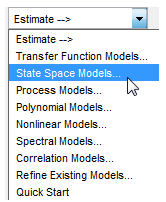 Estimate -->
Estimate -->
Transfer Function Models...
State Space Models...
Process Models...
Polynomial Models...
Nonlinear Models...
Spectral Models...
Correlation Models...
Refine Existing Models...
Quick Start